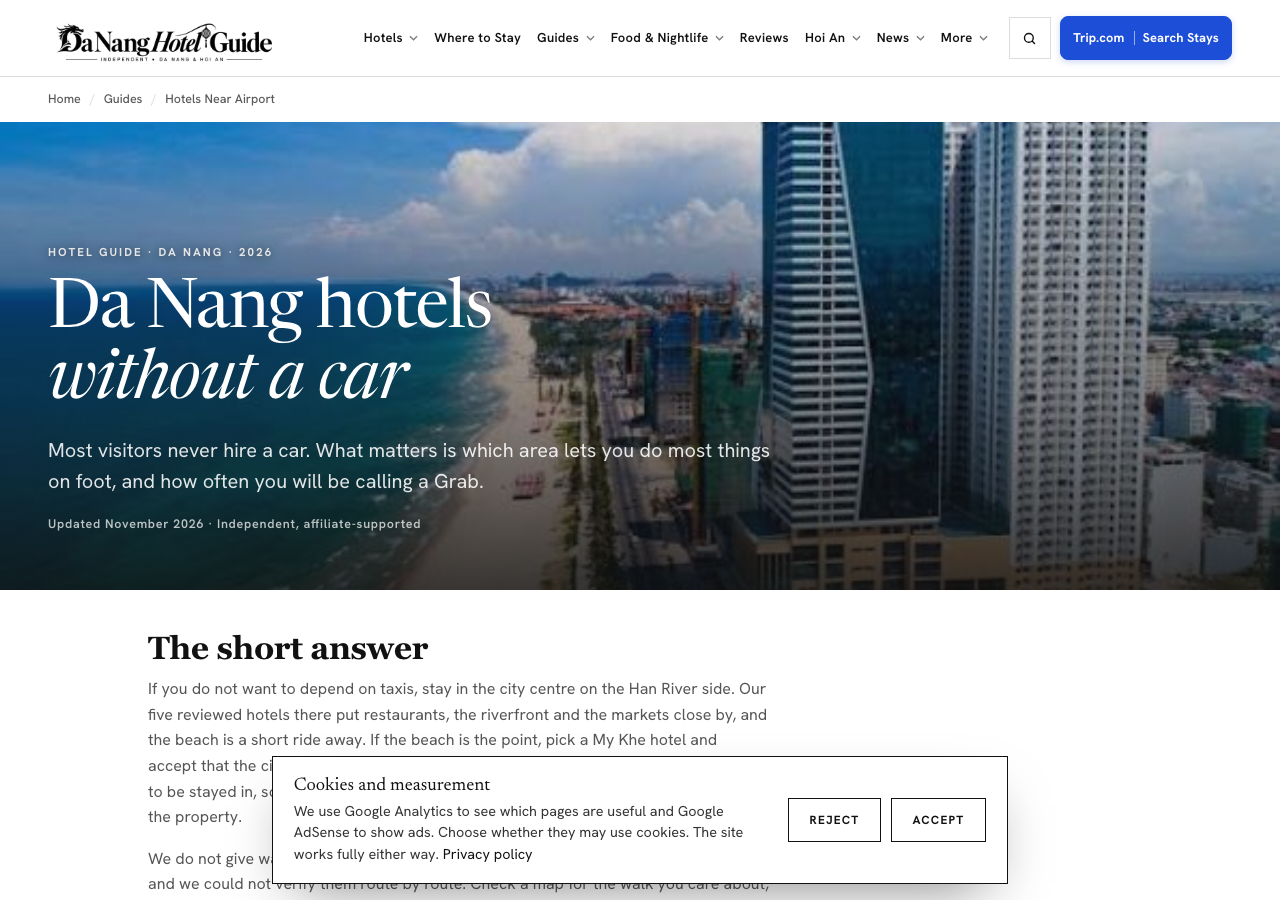 Da Nang Hotel Guide
INDEPENDENT • DA NANG & HOI AN
Hotels
Where to Stay
Guides
Food & Nightlife
Reviews
Hoi An
News
More
Trip.com | Search Stays
Home / Guides / Hotels Near Airport
HOTEL GUIDE · DA NANG · 2026
Da Nang hotels
without a car
Most visitors never hire a car. What matters is which area lets you do most things
on foot, and how often you will be calling a Grab.
Updated November 2026 · Independent, affiliate-supported
The short answer
If you do not want to depend on taxis, stay in the city centre on the Han River side. Our
five reviewed hotels there put restaurants, the riverfront and the markets close by, and
the beach is a short ride away. If the beach is the point, pick a My Khe hotel and
accept that the
to be stayed in,
the property.
We do not give
and we could not verify them route by route. Check a map for the walk you care about,
Cookies and measurement
We use Google Analytics to see which pages are useful and Google
AdSense to show ads. Choose whether they may use cookies. The site
works fully either way. Privacy policy
REJECT
ACCEPT